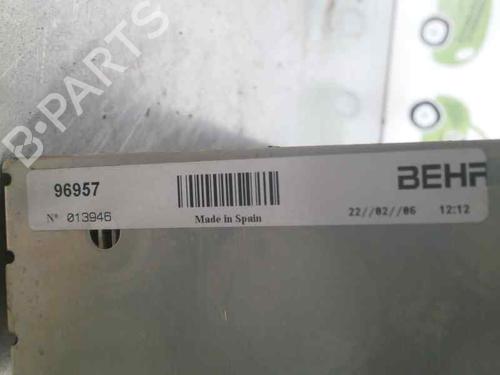 B-PARTS
96957
BEHR
N° 013946
Made in Spain
22//02//06 12:12